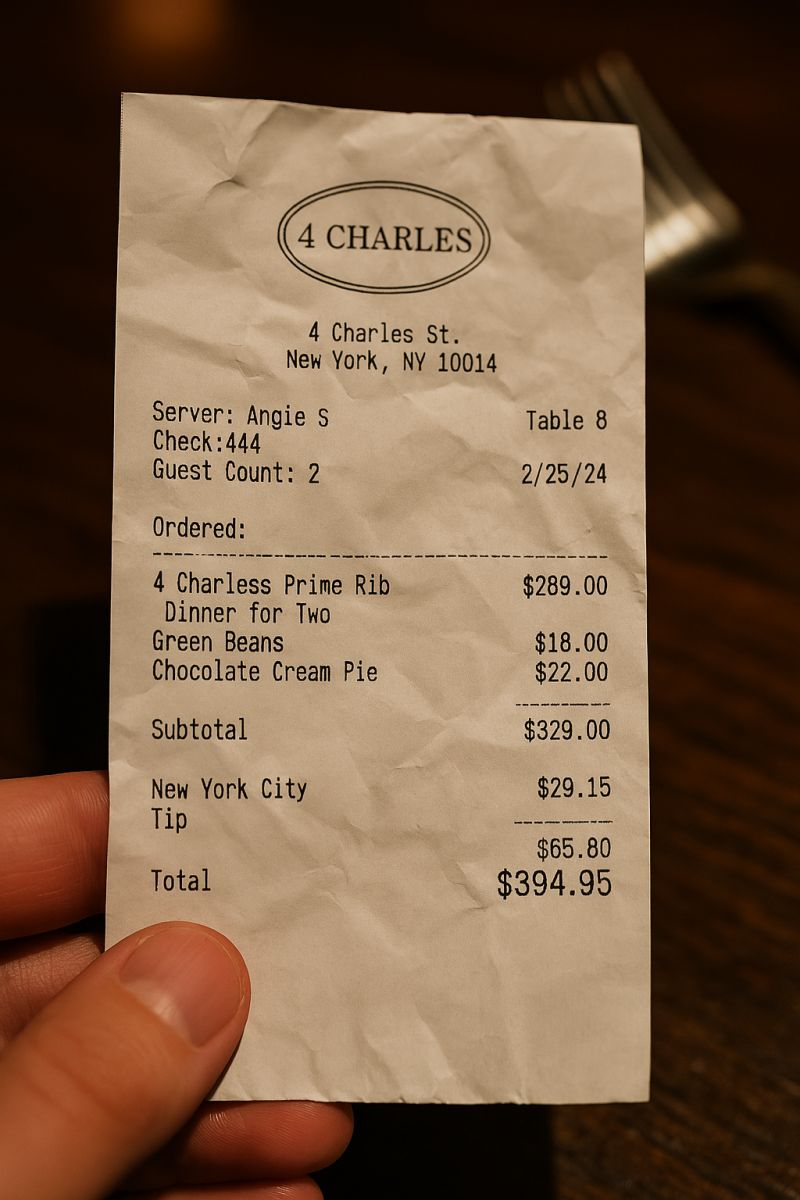 4 CHARLES
4 Charles St.
New York, NY 10014
Server: Angie S Table 8
Check:444
Guest Count: 2 2/25/24
Ordered:
4 Charless Prime Rib $289.00
Dinner for Two
Green Beans $18.00
Chocolate Cream Pie $22.00
Subtotal $329.00
New York City $29.15
Tip
$65.80
Total $394.95